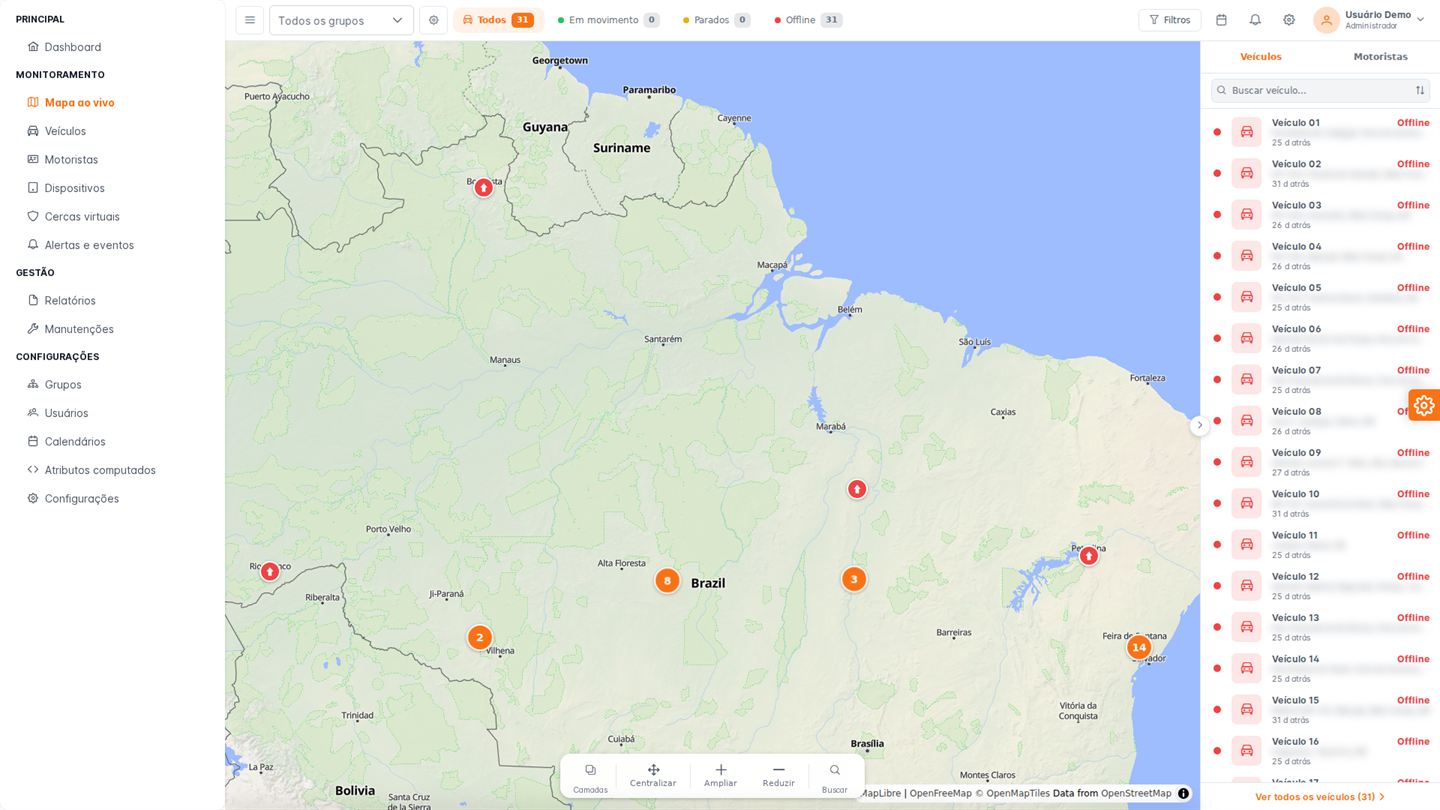 PRINCIPAL
Dashboard
MONITORAMENTO
Mapa ao vivo
Veículos
Motoristas
Dispositivos
Cercas virtuais
Alertas e eventos
GESTÃO
Relatórios
Manutenções
CONFIGURAÇÕES
Grupos
Usuários
Calendários
Atributos computados
Configurações
Todos os grupos
Todos 31
Em movimento 0
Parados 0
Offline 31
Filtros
Usuário Demo
Administrador
Georgetown
Puerto Ayacucho
Paramaribo
Cayenne
Guyana
Suriname
Macapá
Belém
Santarém
São Luís
Manaus
Fortaleza
Caxias
Marabá
Porto Velho
Alta Floresta
8
Brazil
3
Riberalta
Ji-Paraná
2
Vilhena
Barreiras
14
Trinidad
Vitória da
Conquista
Cuiabá
Brasília
La Paz
Montes Claros
Bolivia
Santa Cruz
de la Sierra
Camadas
Centralizar
Ampliar
Reduzir
Buscar
MapLibre | OpenFreeMap © OpenMapTiles Data from OpenStreetMap
Veículos
Motoristas
Buscar veículo...
Veículo 01 Offline
25 d atrás
Veículo 02 Offline
31 d atrás
Veículo 03 Offline
26 d atrás
Veículo 04 Offline
26 d atrás
Veículo 05 Offline
25 d atrás
Veículo 06 Offline
26 d atrás
Veículo 07 Offline
25 d atrás
Veículo 08
26 d atrás
Veículo 09 Offline
27 d atrás
Veículo 10 Offline
31 d atrás
Veículo 11 Offline
25 d atrás
Veículo 12 Offline
25 d atrás
Veículo 13 Offline
25 d atrás
Veículo 14 Offline
25 d atrás
Veículo 15 Offline
31 d atrás
Veículo 16 Offline
25 d atrás
Ver todos os veículos (31)